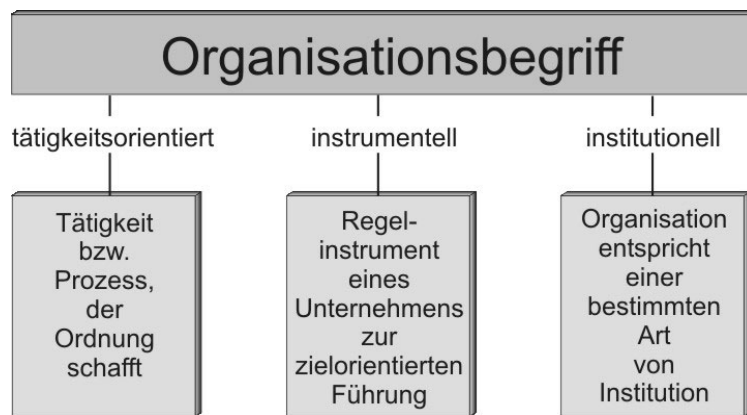 Organisationsbegriff
tätigkeitsorientiert
instrumentell
institutionell
Tätigkeit
bzw.
Prozess,
der
Ordnung
schafft
Regel-
instrument
eines
Unternehmens
zur
zielorientierten
Führung
Organisation
entspricht
einer
bestimmten
Art
von
Institution